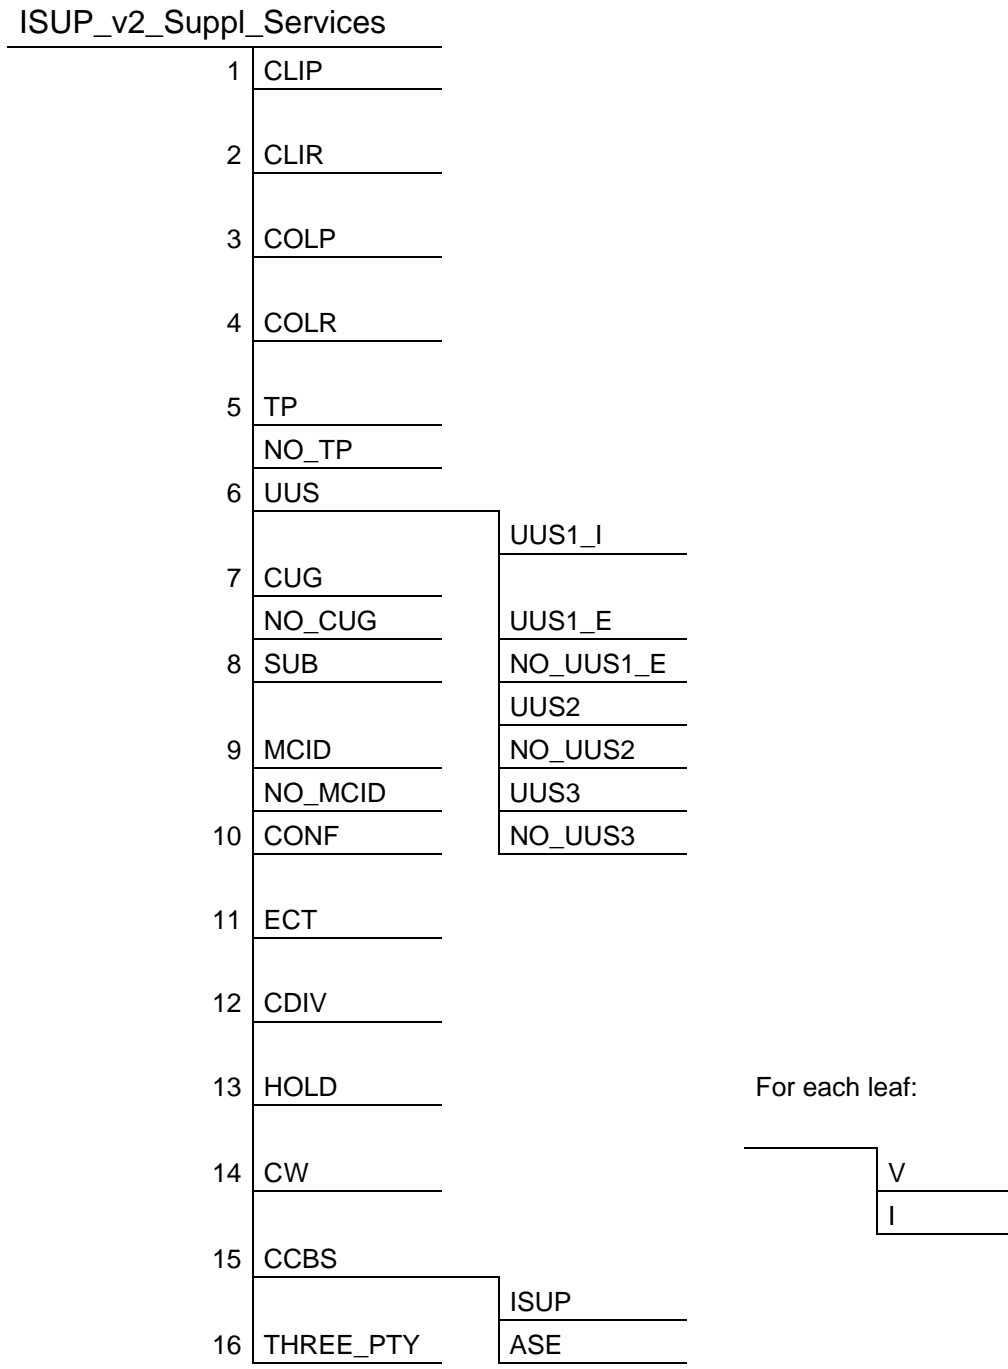 ISUP_v2_Suppl_Services
1 CLIP
2 CLIR
3 COLP
4 COLR
5 TP
NO_TP
6 UUS
UUS1_I
7 CUG
NO_CUG UUS1_E
8 SUB NO_UUS1_E
UUS2
9 MCID NO_UUS2
NO_MCID UUS3
10 CONF NO_UUS3
11 ECT
12 CDIV
13 HOLD For each leaf:
14 CW V
I
15 CCBS
ISUP
16 THREE_PTY ASE